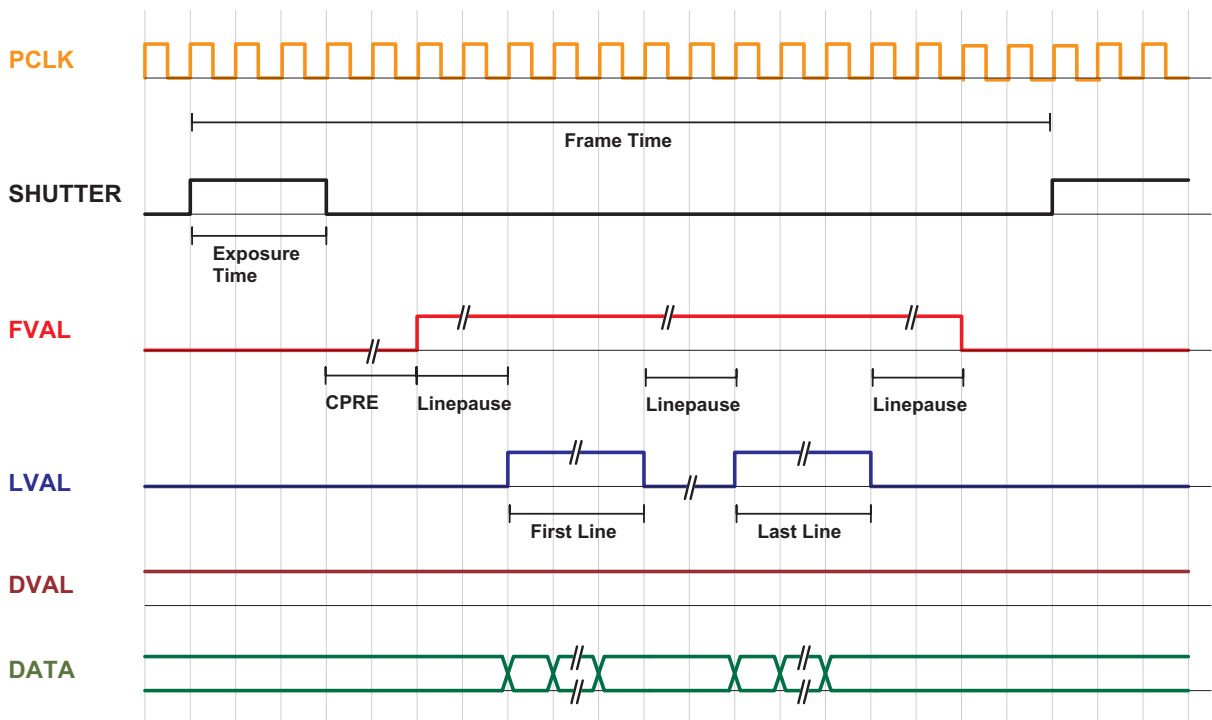 PCLK
Frame Time
SHUTTER
Exposure
Time
FVAL
CPRE
Linepause
Linepause
Linepause
LVAL
First Line
Last Line
DVAL
DATA